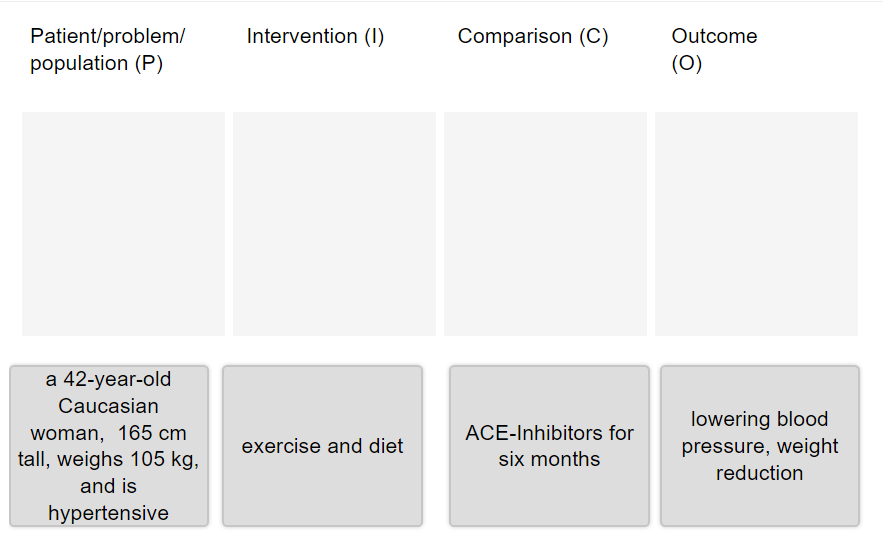 Patient/problem/
population (P)
Intervention (I)
Comparison (C)
Outcome
(O)
a 42-year-old
Caucasian
woman,  165 cm
tall, weighs 105 kg,
and is
hypertensive
exercise and diet
ACE-Inhibitors for
six months
lowering blood
pressure, weight
reduction